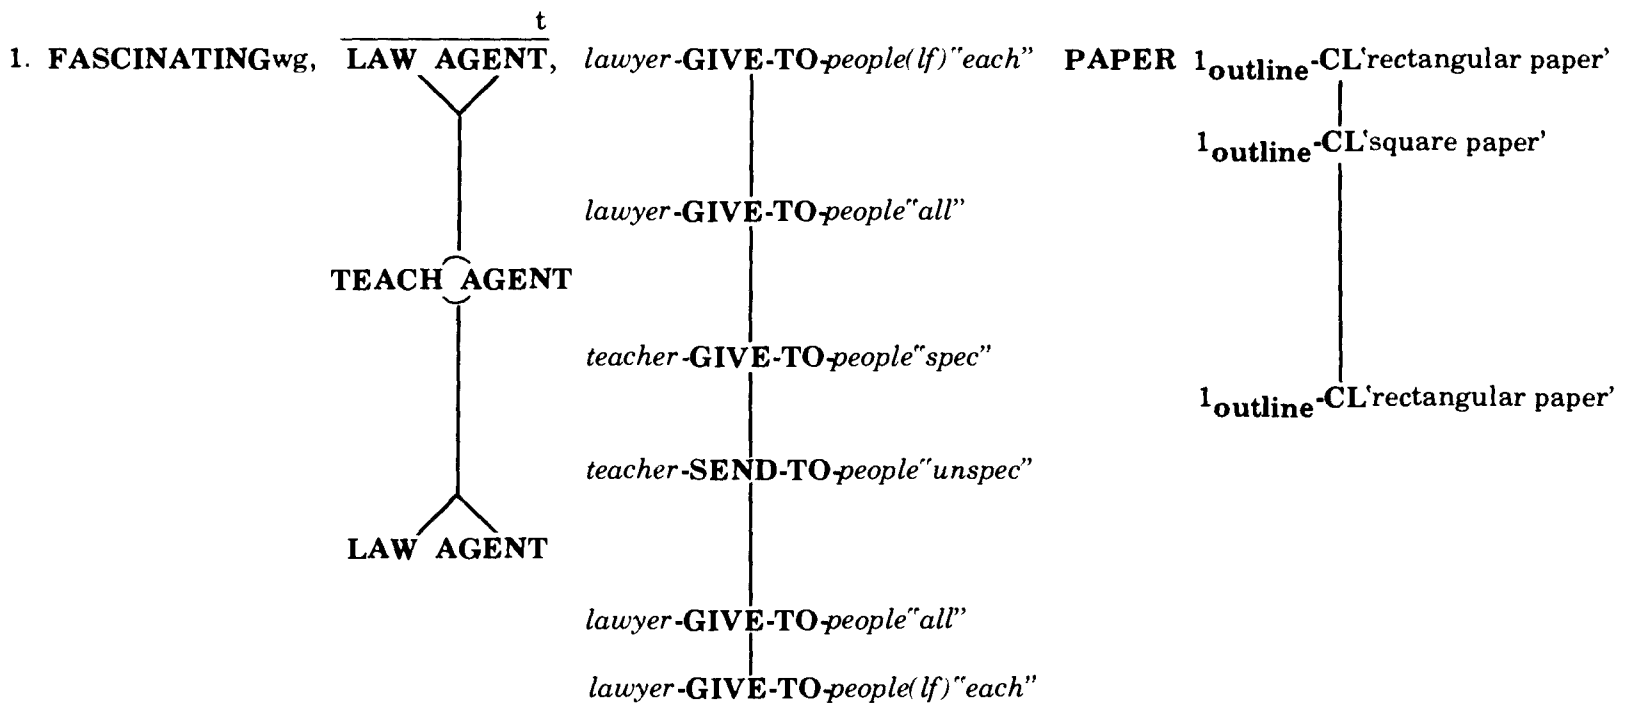 t
1. FASCINATINGwg, LAW AGENT, lawyer-GIVE-TO-people(lf)"each" PAPER 1outline-CL'rectangular paper'
1outline-CL'square paper'
lawyer-GIVE-TO-people"all"
TEACH AGENT
teacher-GIVE-TO-people"spec"
1outline-CL'rectangular paper'
teacher-SEND-TO-people"unspec"
LAW AGENT
lawyer-GIVE-TO-people"all"
lawyer-GIVE-TO-people(lf)"each"